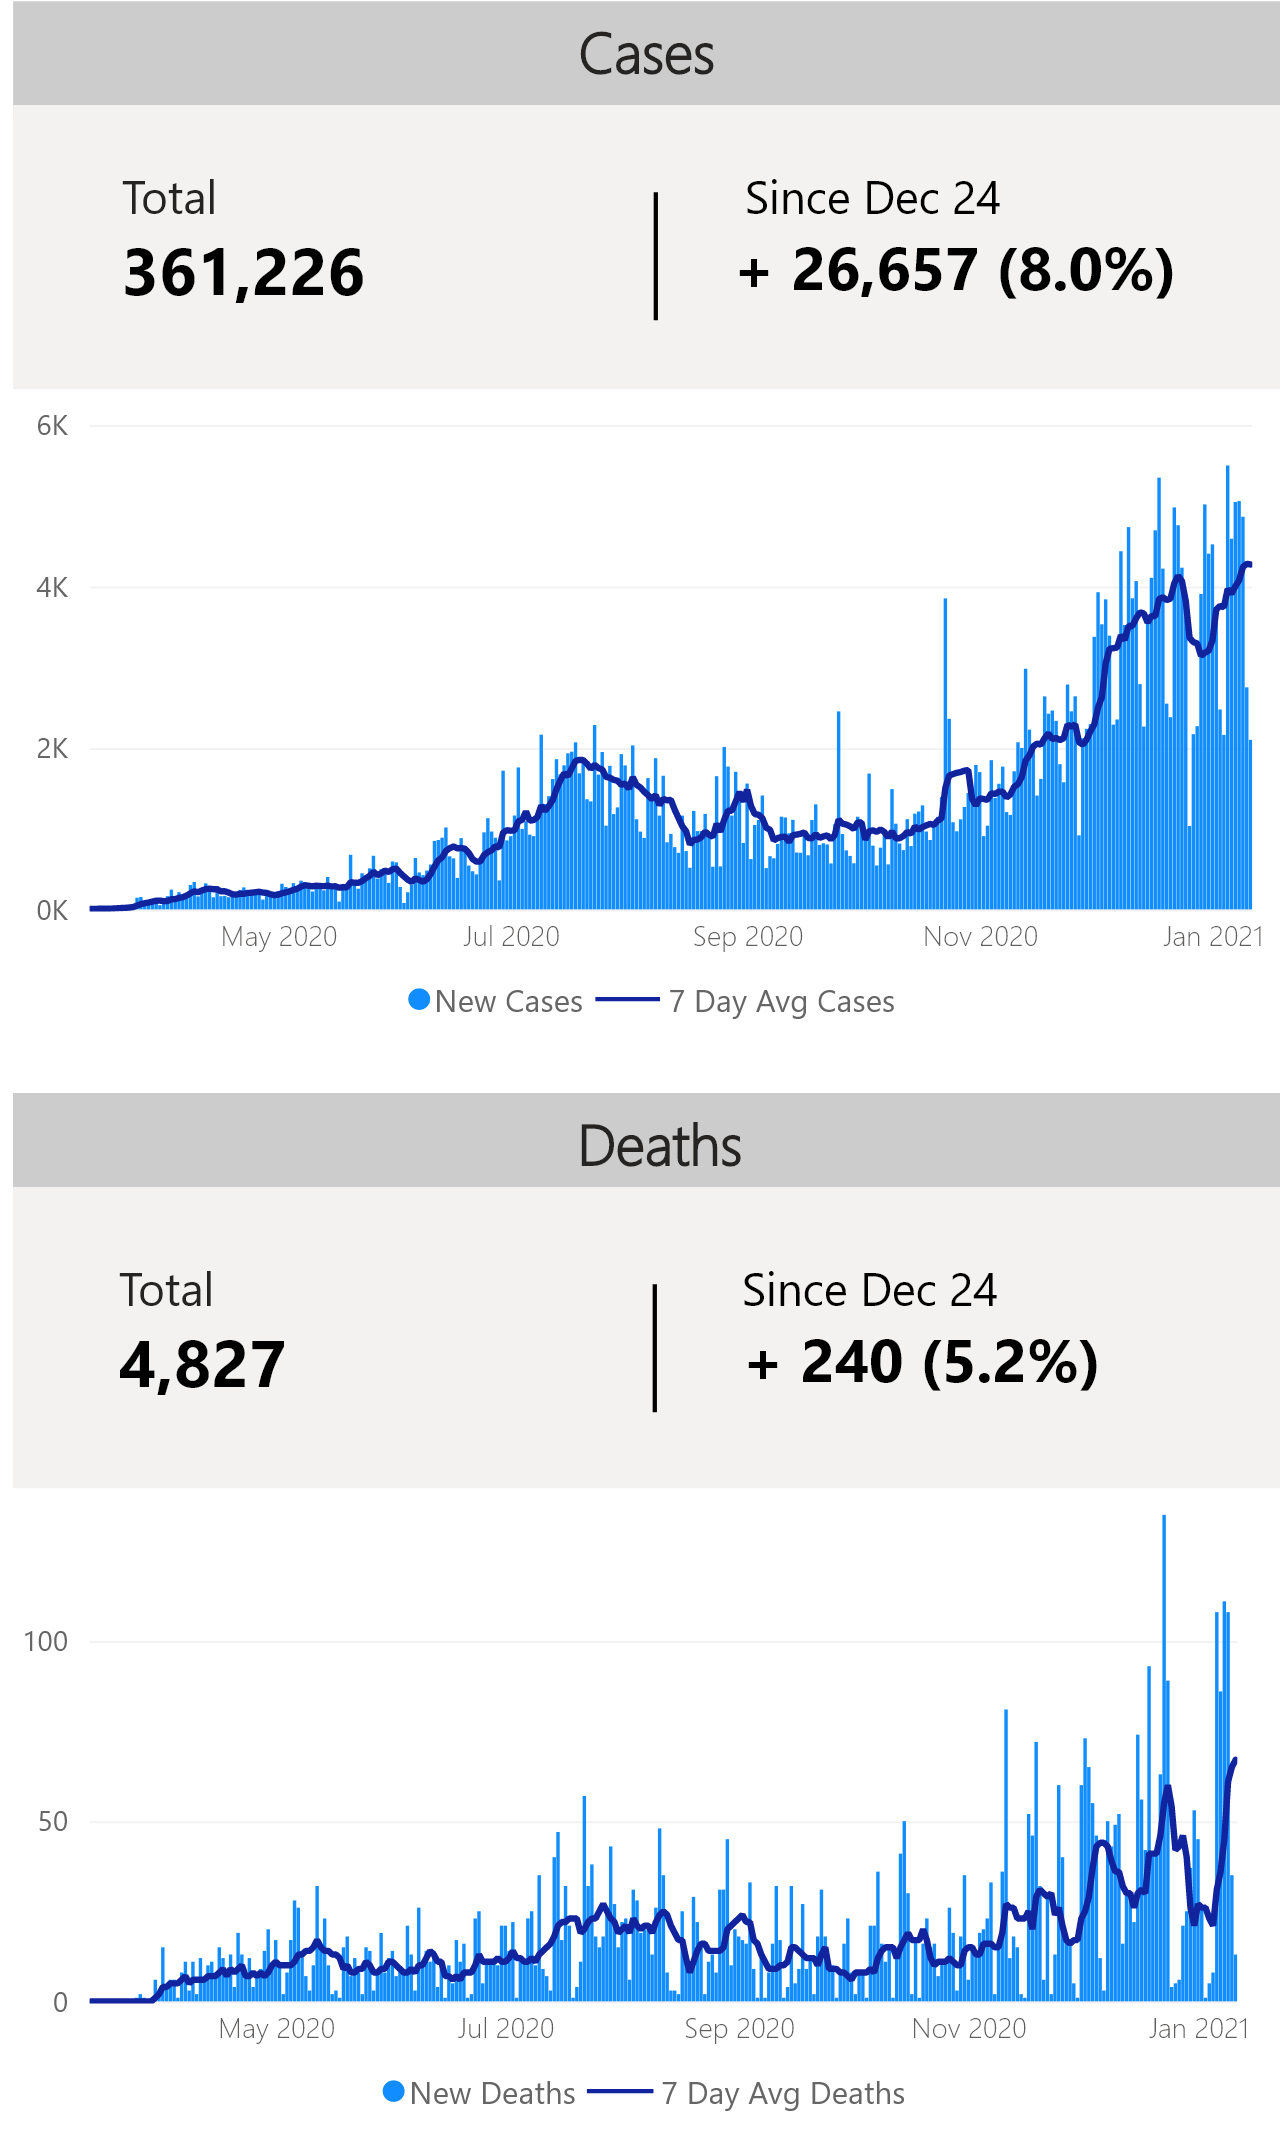 Cases
Total
Since Dec 24
361,226
+ 26,657 (8.0%)
6K
4K
2K
0K
May 2020
Jul 2020
Sep 2020
Nov 2020
Jan 2021
New Cases
7 Day Avg Cases
Deaths
Total
Since Dec 24
4,827
+ 240 (5.2%)
100
50
0
May 2020
Jul 2020
Sep 2020
Nov 2020
Jan 2021
New Deaths
7 Day Avg Deaths